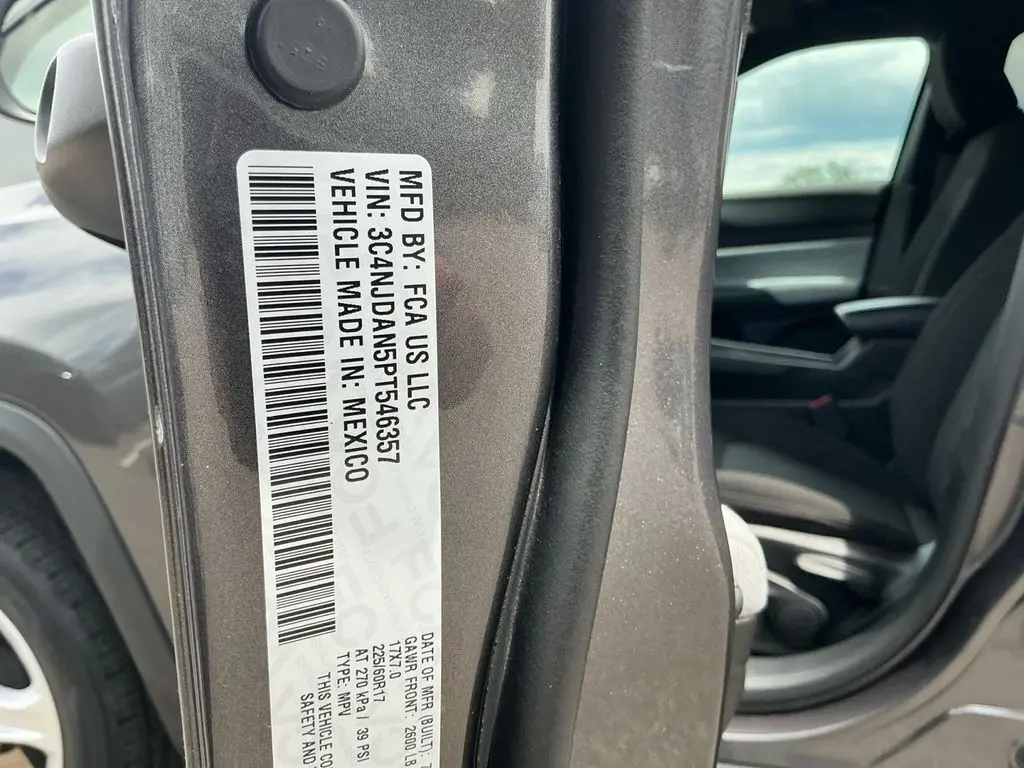 MFD BY: FCA US LLC
VIN: 3C4NJDAN5PT546357
VEHICLE MADE IN: MEXICO
DATE OF MFR (BUILT): 7
GAWR FRONT: 2600 LB
17X7.0
225/60R17
AT 270 kPa / 39 PSI
TYPE: MPV
THIS VEHICLE CO
SAFETY AND